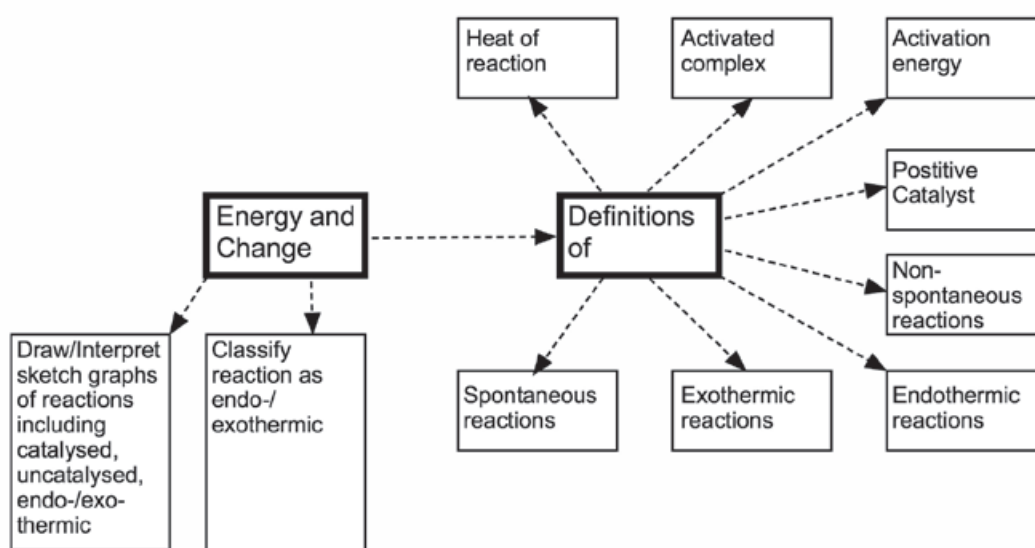 Heat of
reaction
Activated
complex
Activation
energy
Postitive
Catalyst
Energy and
Change
Definitions
of
Non-
spontaneous
reactions
Draw/Interpret
sketch graphs
of reactions
including
catalysed,
uncatalysed,
endo-/exo-
thermic
Classify
reaction as
endo-/
exothermic
Spontaneous
reactions
Exothermic
reactions
Endothermic
reactions